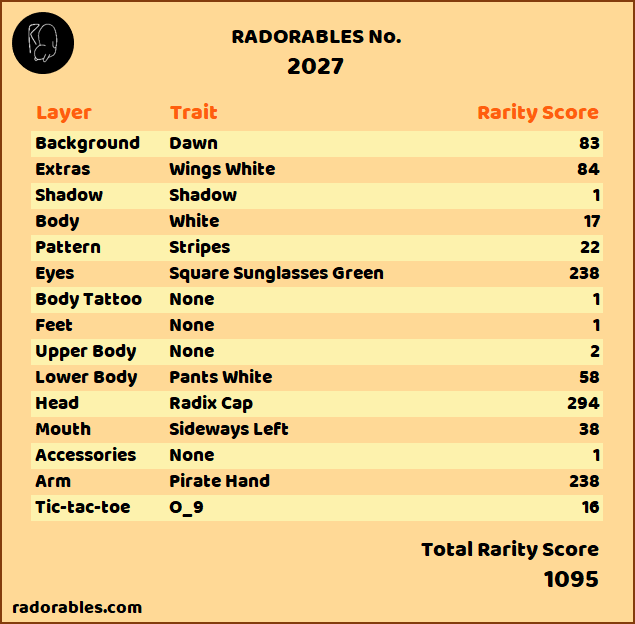 RADORABLES No.
2027
Layer Trait Rarity Score
Background Dawn 83
Extras Wings White 84
Shadow Shadow 1
Body White 17
Pattern Stripes 22
Eyes Square Sunglasses Green 238
Body Tattoo None 1
Feet None 1
Upper Body None 2
Lower Body Pants White 58
Head Radix Cap 294
Mouth Sideways Left 38
Accessories None 1
Arm Pirate Hand 238
Tic-tac-toe O_9 16
Total Rarity Score
1095
radorables.com